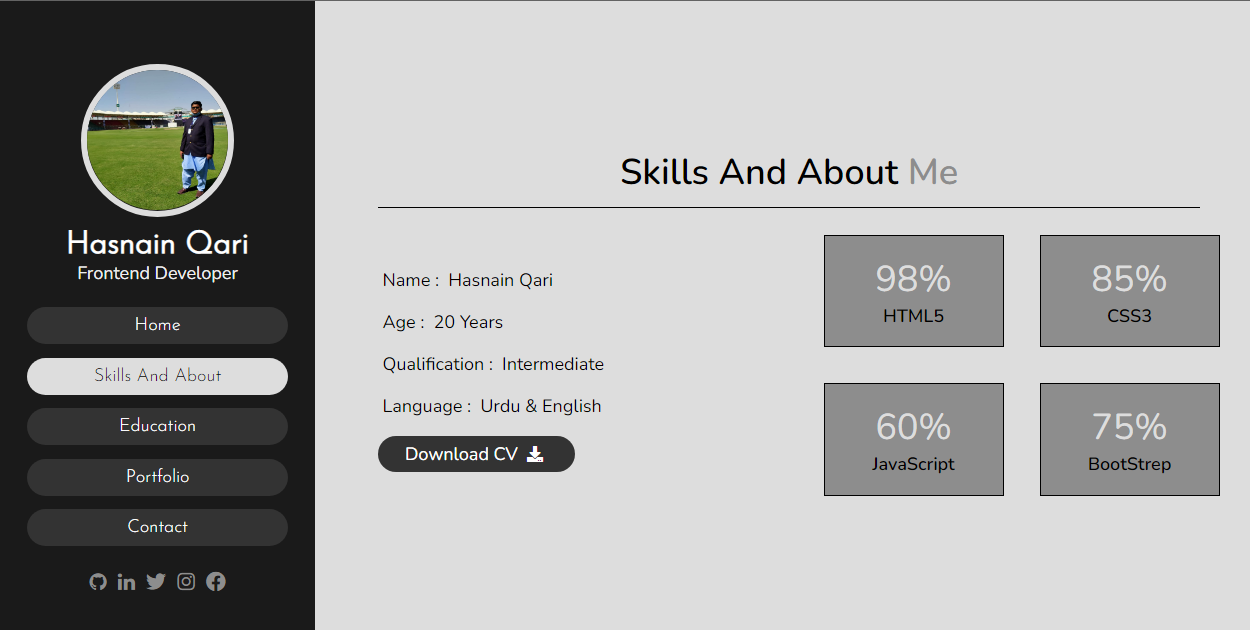 Hasnain Qari
Frontend Developer
Home
Skills And About
Education
Portfolio
Contact
Skills And About Me
Name : Hasnain Qari
Age : 20 Years
Qualification : Intermediate
Language : Urdu & English
Download CV
98%
HTML5
85%
CSS3
60%
JavaScript
75%
BootStrep